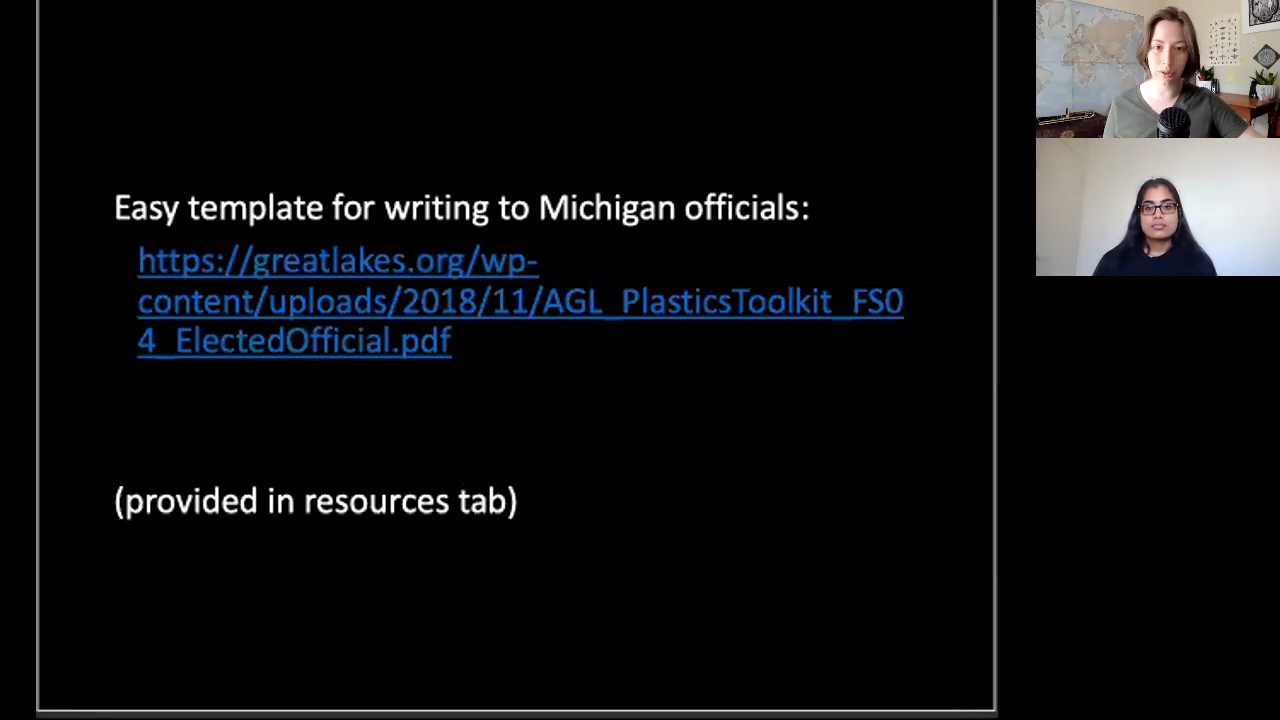 Easy template for writing to Michigan officials:
https://greatlakes.org/wp-
content/uploads/2018/11/AGL_PlasticsToolkit_FS0
4_ElectedOfficial.pdf
(provided in resources tab)